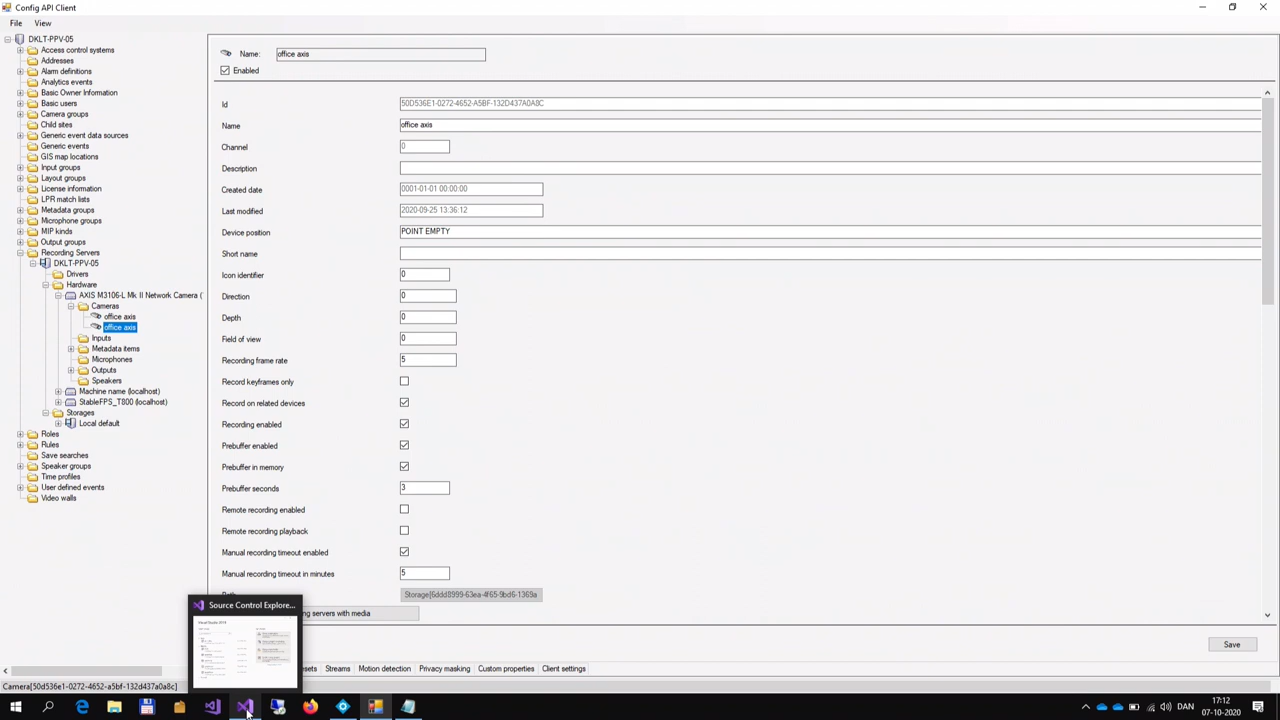 Config API Client
File View
DKLT-PPV-05
Access control systems
Addresses
Alarm definitions
Analytics events
Basic Owner Information
Basic users
Camera groups
Child sites
Generic event data sources
Generic events
GIS map locations
Input groups
Layout groups
License information
LPR match lists
Metadata groups
Microphone groups
MIP kinds
Output groups
Recording Servers
DKLT-PPV-05
Drivers
Hardware
AXIS M3106-L Mk II Network Camera (
Cameras
office axis
office axis
Inputs
Metadata items
Microphones
Outputs
Speakers
Machine name (localhost)
StableFPS_T800 (localhost)
Storages
Local default
Roles
Rules
Save searches
Speaker groups
Time profiles
User defined events
Video walls
Name: office axis
Enabled
Id 50D536E1-0272-4652-A5BF-132D437A0A8C
Name office axis
Channel 0
Description
Created date 0001-01-01 00:00:00
Last modified 2020-09-25 13:36:12
Device position POINT EMPTY
Short name
Icon identifier 0
Direction 0
Depth 0
Field of view 0
Recording frame rate 5
Record keyframes only
Record on related devices
Recording enabled
Prebuffer enabled
Prebuffer in memory
Prebuffer seconds 3
Remote recording enabled
Remote recording playback
Manual recording timeout enabled
Manual recording timeout in minutes 5
Storage[6ddd8999-63ea-4f65-9bd6-1369a
servers with media
Source Control Explore...
Save
Streams Motion detection Privacy masking Custom properties Client settings
Camera[50d536e1-0272-4652-a5bf-132d437a0a8c]
DAN
17:12
07-10-2020